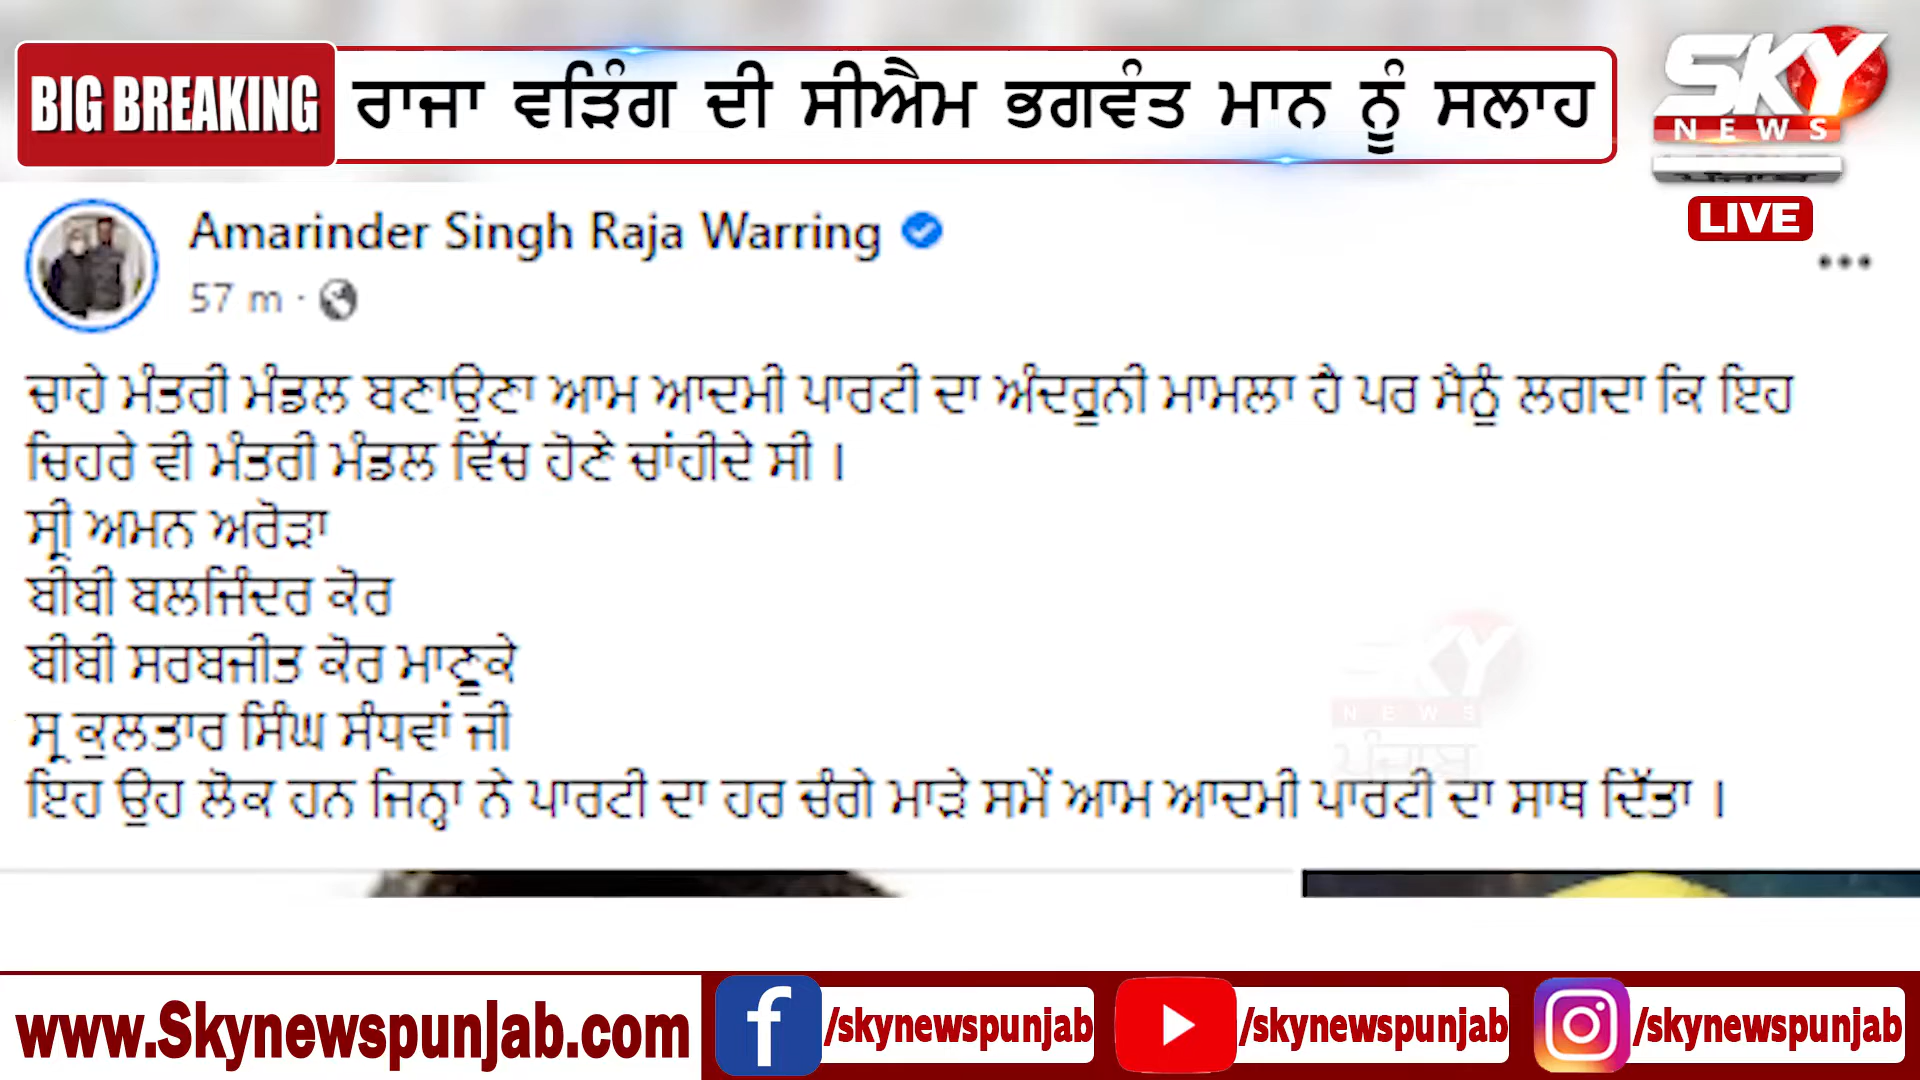 BIG BREAKING
ਰਾਜਾ ਵੜਿੰਗ ਦੀ ਸੀਐਮ ਭਗਵੰਤ ਮਾਨ ਨੂੰ ਸਲਾਹ
SKY
NEWS
ਪੰਜਾਬ
LIVE
Amarinder Singh Raja Warring
57 m ·
ਚਾਹੇ ਮੰਤਰੀ ਮੰਡਲ ਬਣਾਉਣਾ ਆਮ ਆਦਮੀ ਪਾਰਟੀ ਦਾ ਅੰਦਰੂਨੀ ਮਾਮਲਾ ਹੈ ਪਰ ਮੈਨੂੰ ਲਗਦਾ ਕਿ ਇਹ
ਚਿਹਰੇ ਵੀ ਮੰਤਰੀ ਮੰਡਲ ਵਿੱਚ ਹੋਣੇ ਚਾਂਹੀਦੇ ਸੀ ।
ਸ੍ਰੀ ਅਮਨ ਅਰੋੜਾ
ਬੀਬੀ ਬਲਜਿੰਦਰ ਕੋਰ
ਬੀਬੀ ਸਰਬਜੀਤ ਕੋਰ ਮਾਣੂਕੇ
ਸ੍ਰ ਕੁਲਤਾਰ ਸਿੰਘ ਸੰਧਵਾਂ ਜੀ
ਇਹ ਉਹ ਲੋਕ ਹਨ ਜਿਨ੍ਹਾ ਨੇ ਪਾਰਟੀ ਦਾ ਹਰ ਚੰਗੇ ਮਾੜੇ ਸਮੇਂ ਆਮ ਆਦਮੀ ਪਾਰਟੀ ਦਾ ਸਾਥ ਦਿੱਤਾ ।
SKY
NEWS
ਪੰਜਾਬ
www.Skynewspunjab.com
/skynewspunjab
/skynewspunjab
/skynewspunjab